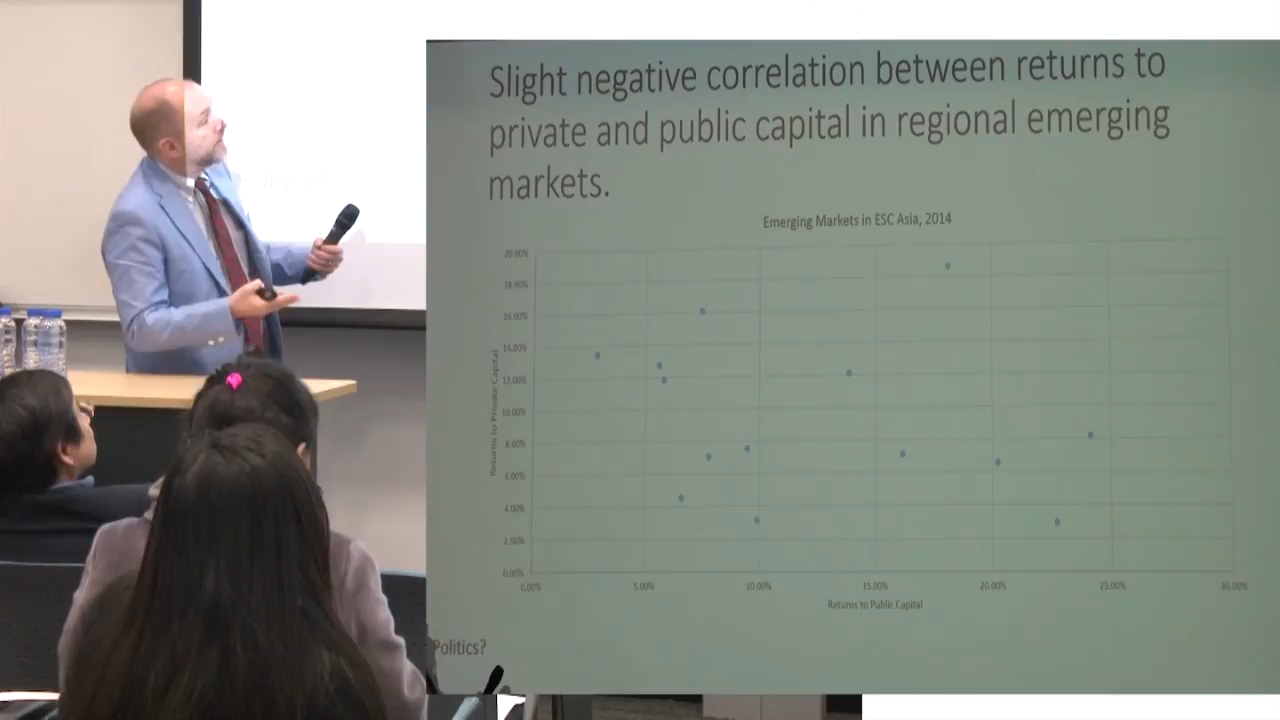 Slight negative correlation between returns to
private and public capital in regional emerging
markets.
Emerging Markets in ESC Asia, 2014
20.00%
18.00%
16.00%
14.00%
12.00%
10.00%
8.00%
6.00%
4.00%
2.00%
0.00%
Returns to Private Capital
0.00%
5.00%
10.00%
15.00%
20.00%
25.00%
30.00%
Returns to Public Capital
Politics?